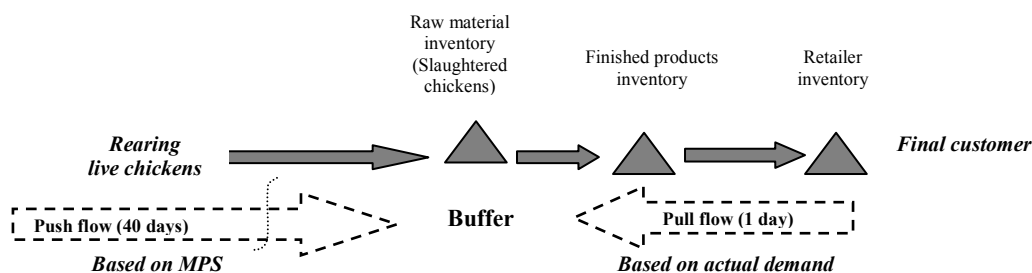 Raw material
inventory
(Slaughtered
chickens)
Finished products
inventory
Retailer
inventory
Rearing
live chickens
Final customer
Push flow (40 days)
Buffer
Pull flow (1 day)
Based on MPS
Based on actual demand